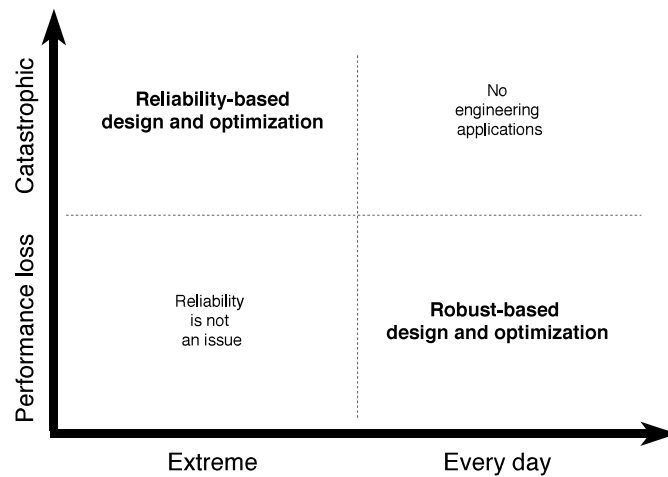 Catastrophic
Reliability-based
design and optimization
No
engineering
applications
Performance loss
Reliability
is not
an issue
Robust-based
design and optimization
Extreme
Every day